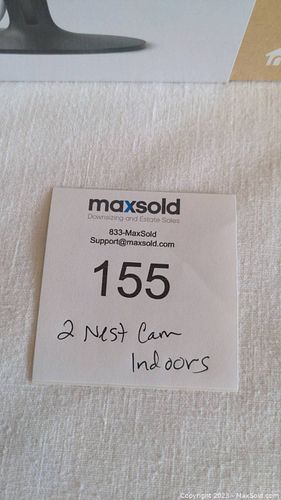 maxsold
Downsizing and Estate Sales
833-MaxSold
Support@maxsold.com
155
2 Nest Cam
Indoors
Copyright 2023 - MaxSold.com